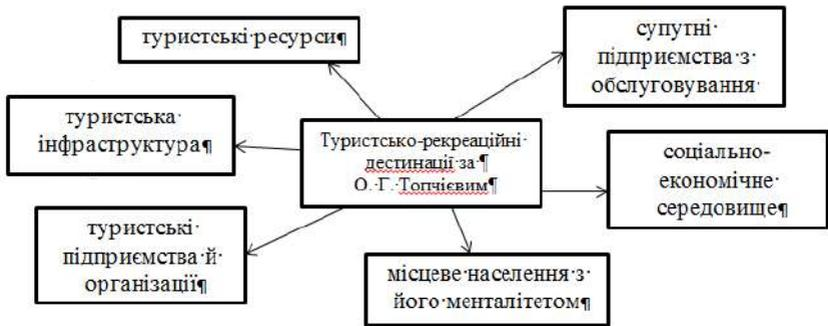 туристські ресурси¶
супутні
підприємства з
обслуговування
туристська
інфраструктура¶
Туристсько-рекреаційні
дестинації за ¶
О. Г. Топчієвим¶
соціально-
економічне
середовище¶
туристські
підприємства й
організації¶
місцеве населення з
його менталітетом¶